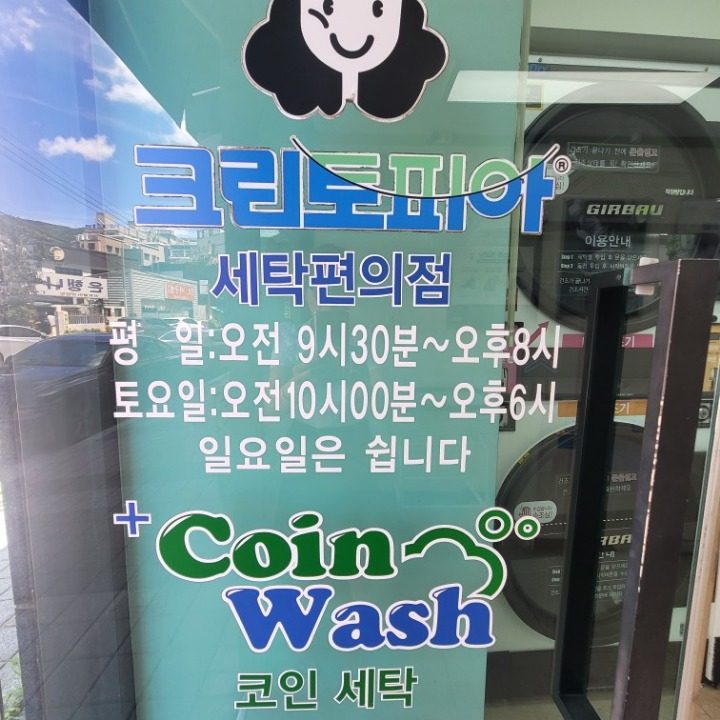 크린토피아®
세탁편의점
평 일:오전 9시30분~오후8시
토요일:오전10시00분~오후6시
일요일은 쉽니다
+Coin
Wash
코인 세탁
GIRBAU
이용안내
GIRBAU